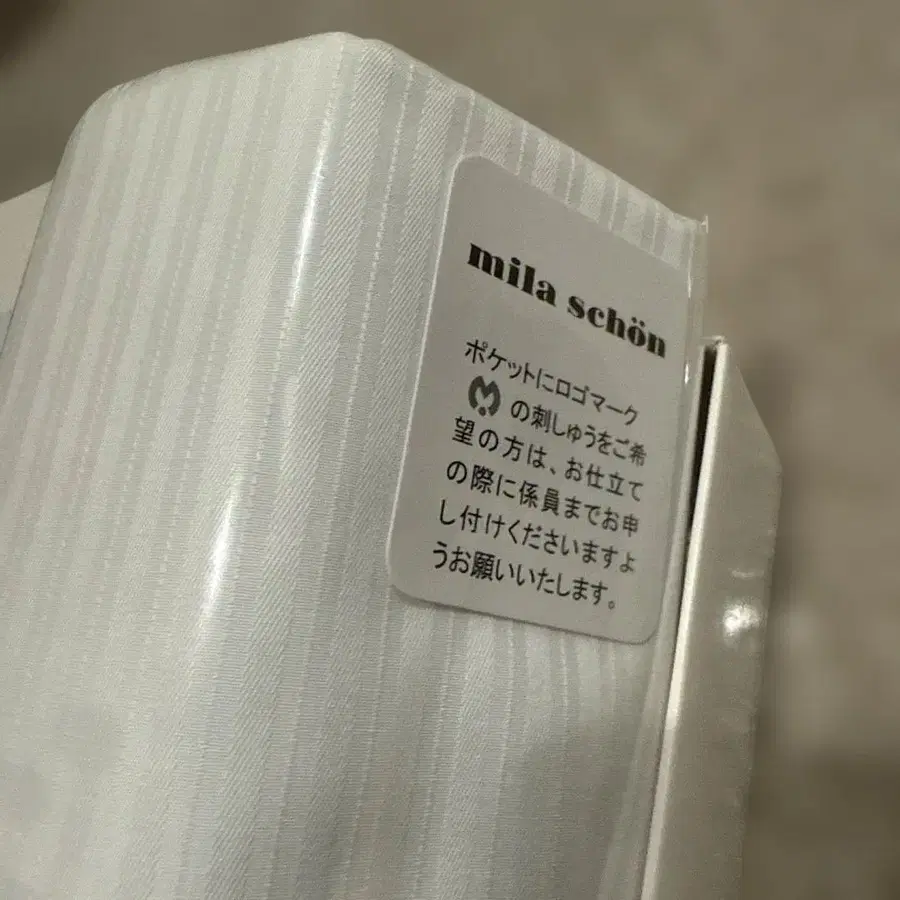 mila schön
ポケットにロゴマーク
の刺しゅうをご希
望の方は、お仕立て
の際に係員までお申
し付けくださいますよ
うお願いいたします。